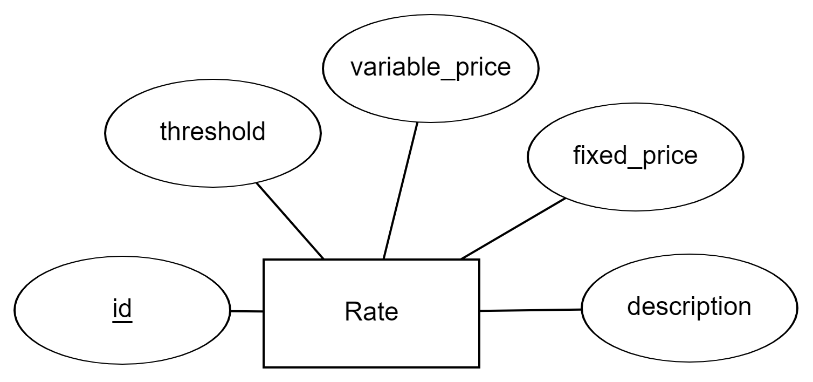 variable_price
threshold
fixed_price
id
Rate
description